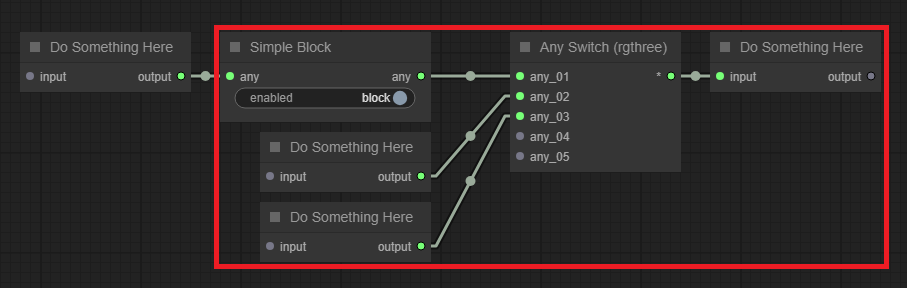 Do Something Here
input output
Simple Block
any any
enabled block
Do Something Here
input output
Do Something Here
input output
Any Switch (rgthree)
any_01 *
any_02
any_03
any_04
any_05
Do Something Here
input output